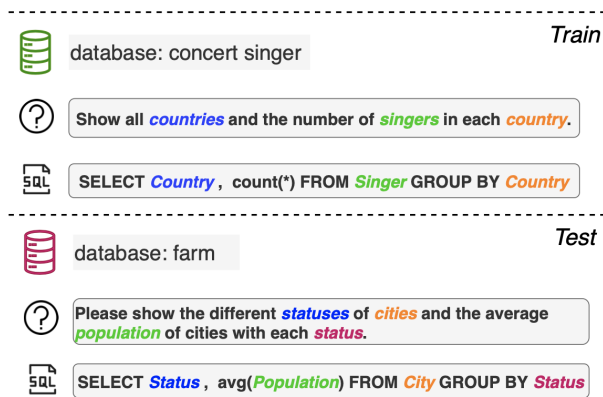 Train
database: concert singer
Show all countries and the number of singers in each country.
SQL
SELECT Country , count(*) FROM Singer GROUP BY Country
Test
database: farm
Please show the different statuses of cities and the average
population of cities with each status.
SQL
SELECT Status , avg(Population) FROM City GROUP BY Status